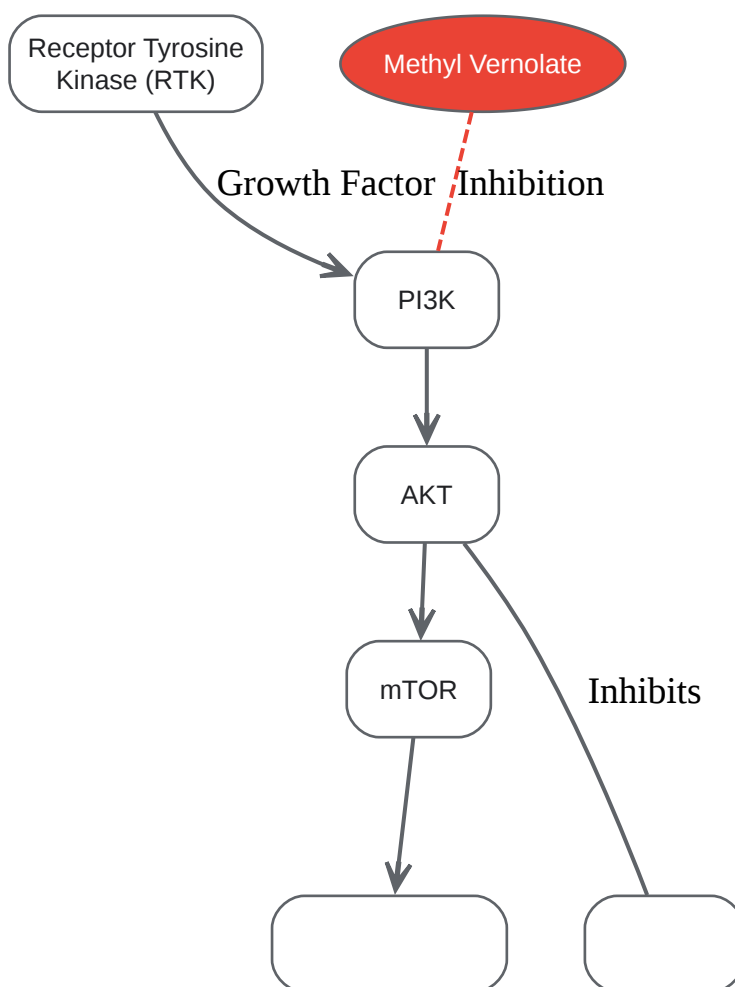 Receptor Tyrosine
Kinase (RTK)
Methyl Vernolate
Growth Factor
Inhibition
PI3K
AKT
mTOR
Inhibits